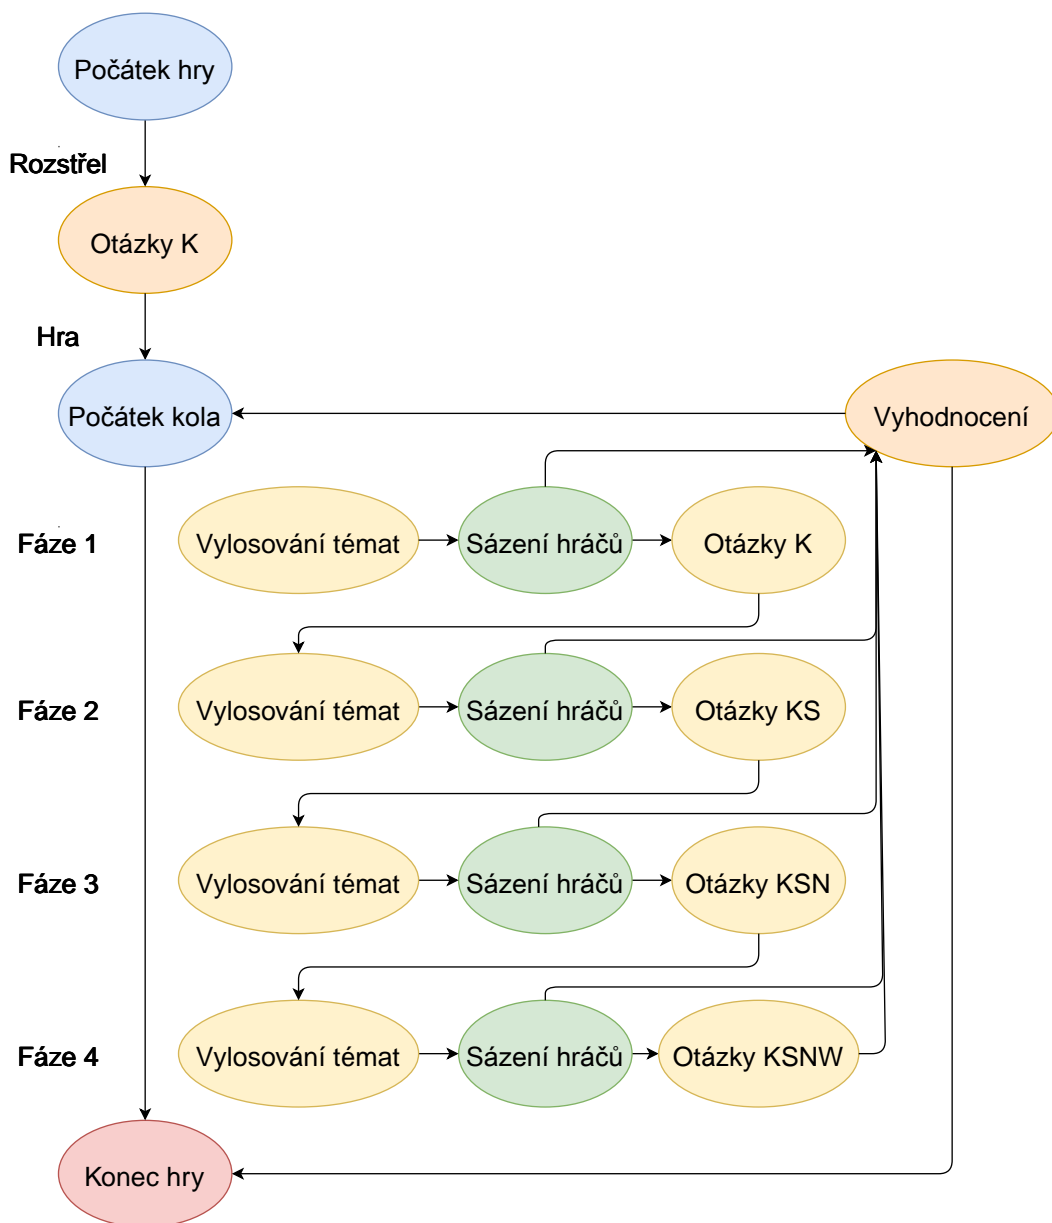 Počátek hry
Rozstřel
Otázky K
Hra
Počátek kola
Vyhodnocení
Fáze 1
Vylosování témat
Sázení hráčů
Otázky K
Fáze 2
Vylosování témat
Sázení hráčů
Otázky KS
Fáze 3
Vylosování témat
Sázení hráčů
Otázky KSN
Fáze 4
Vylosování témat
Sázení hráčů
Otázky KSNW
Konec hry